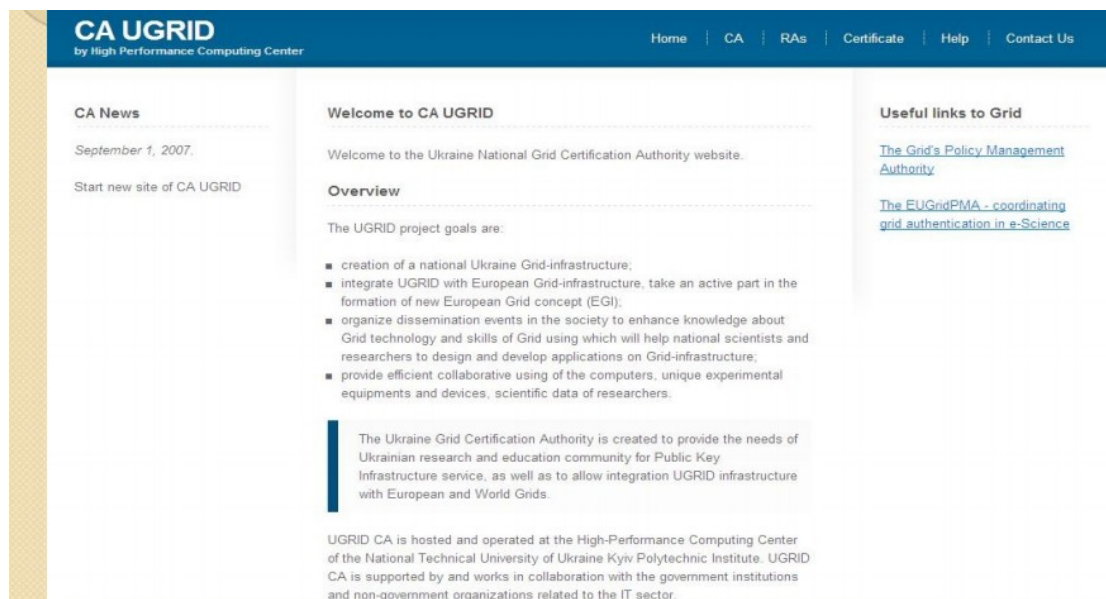 CA UGRID
by High Performance Computing Center
Home
CA
RAs
Certificate
Help
Contact Us
CA News
September 1, 2007.
Start new site of CA UGRID
Welcome to CA UGRID
Welcome to the Ukraine National Grid Certification Authority website.
Overview
The UGRID project goals are:
creation of a national Ukraine Grid-infrastructure;
integrate UGRID with European Grid-infrastructure, take an active part in the
formation of new European Grid concept (EGI);
organize dissemination events in the society to enhance knowledge about
Grid technology and skills of Grid using which will help national scientists and
researchers to design and develop applications on Grid-infrastructure;
provide efficient collaborative using of the computers, unique experimental
equipments and devices, scientific data of researchers.
The Ukraine Grid Certification Authority is created to provide the needs of
Ukrainian research and education community for Public Key
Infrastructure service, as well as to allow integration UGRID infrastructure
with European and World Grids.
UGRID CA is hosted and operated at the High-Performance Computing Center
of the National Technical University of Ukraine Kyiv Polytechnic Institute. UGRID
CA is supported by and works in collaboration with the government institutions
and non-government organizations related to the IT sector.
Useful links to Grid
The Grid's Policy Management
Authority
The EUGridPMA - coordinating
grid authentication in e-Science